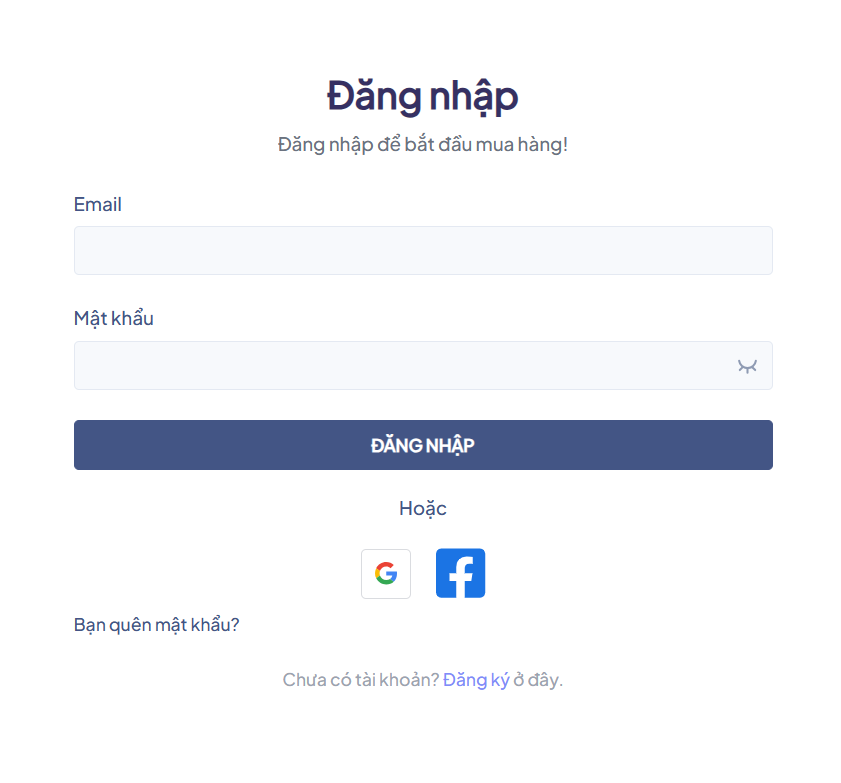 Đăng nhập
Đăng nhập để bắt đầu mua hàng!
Email
Mật khẩu
ĐĂNG NHẬP
Hoặc
Bạn quên mật khẩu?
Chưa có tài khoản? Đăng ký ở đây.